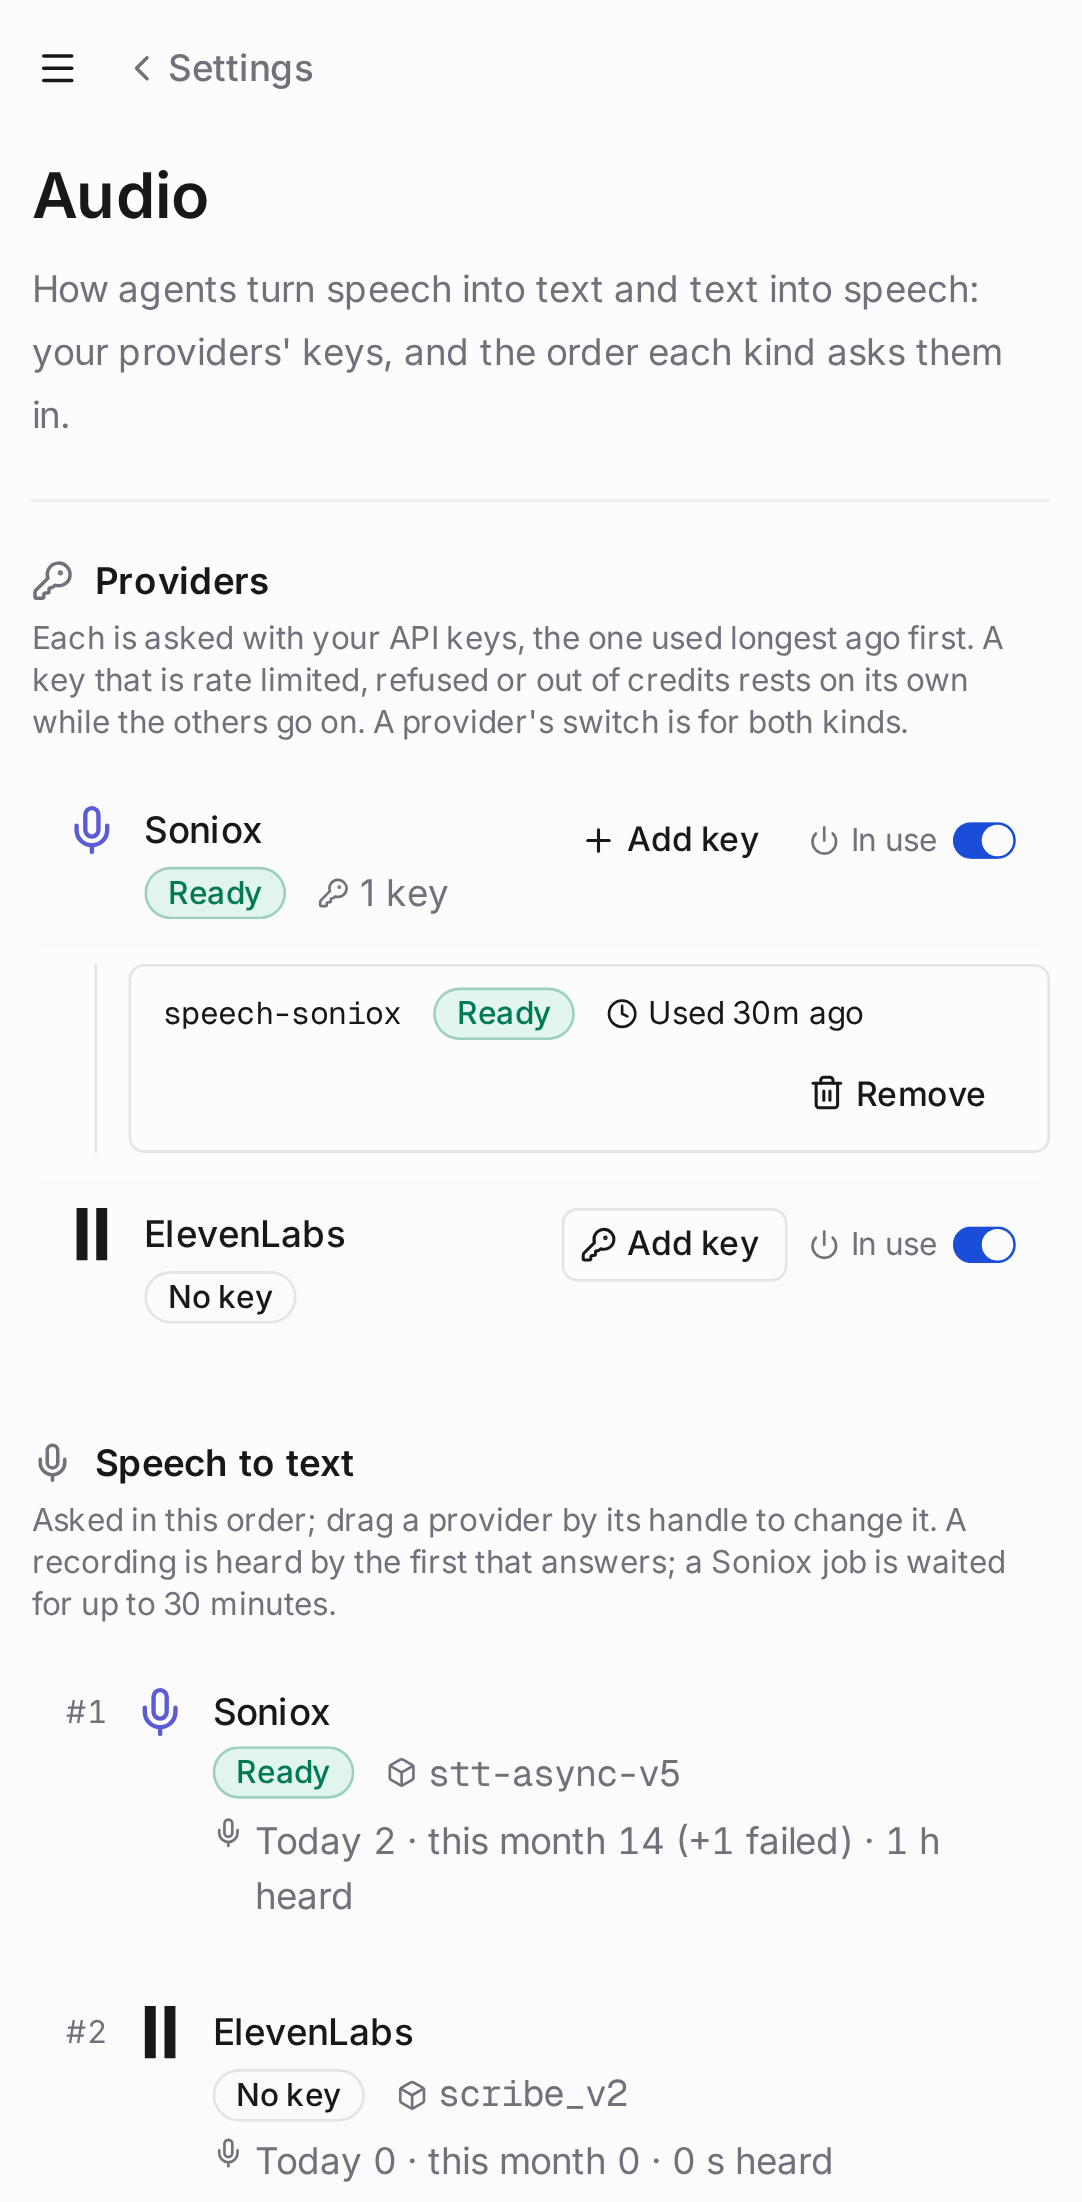 Settings
Audio
How agents turn speech into text and text into speech:
your providers' keys, and the order each kind asks them
in.
Providers
Each is asked with your API keys, the one used longest ago first. A
key that is rate limited, refused or out of credits rests on its own
while the others go on. A provider's switch is for both kinds.
Soniox
Add key
In use
Ready
1 key
speech-soniox
Ready
Used 30m ago
Remove
ElevenLabs
Add key
In use
No key
Speech to text
Asked in this order; drag a provider by its handle to change it. A
recording is heard by the first that answers; a Soniox job is waited
for up to 30 minutes.
#1
Soniox
Ready
stt-async-v5
Today 2 · this month 14 (+1 failed) · 1 h
heard
#2
ElevenLabs
No key
scribe_v2
Today 0 · this month 0 · 0 s heard